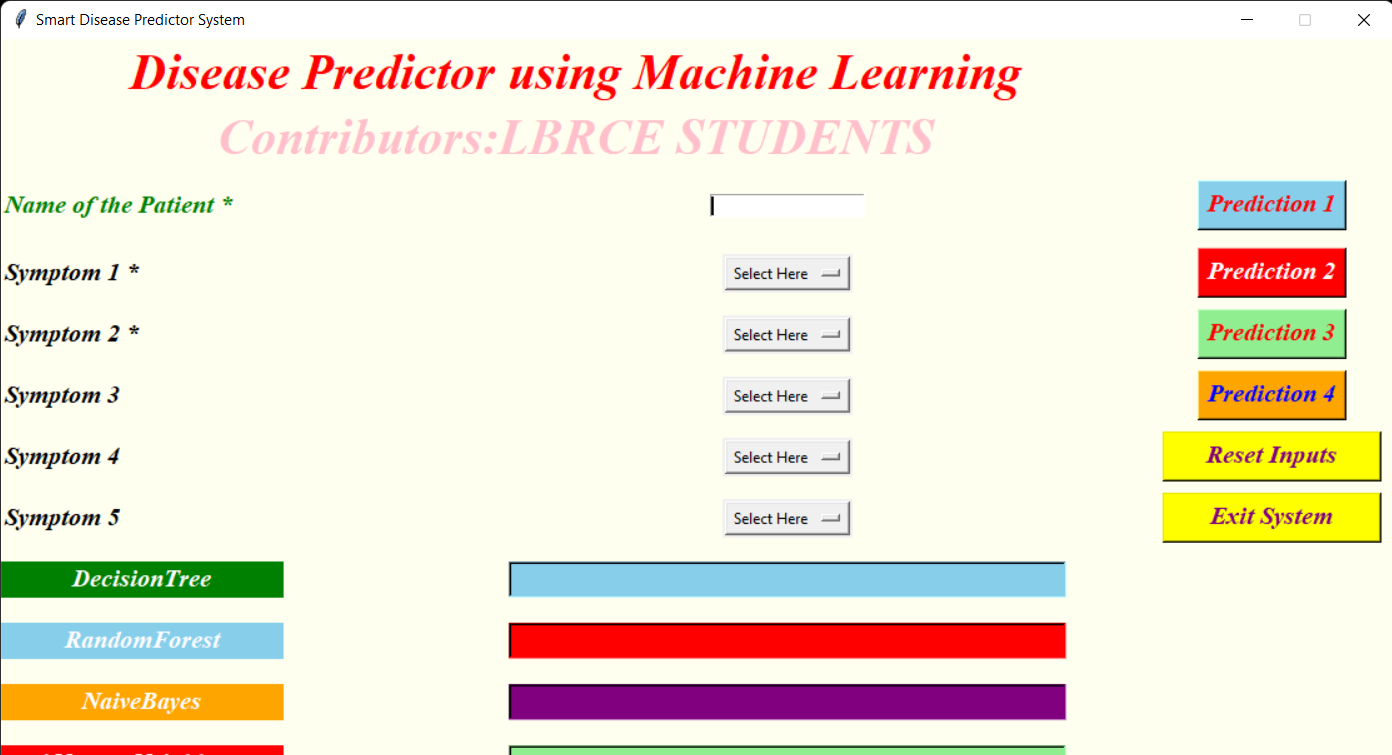 Smart Disease Predictor System
Disease Predictor using Machine Learning
Contributors:LBRCE STUDENTS
Name of the Patient *
Prediction 1
Symptom 1 *
Select Here
Prediction 2
Symptom 2 *
Select Here
Prediction 3
Symptom 3
Select Here
Prediction 4
Symptom 4
Select Here
Reset Inputs
Symptom 5
Select Here
Exit System
DecisionTree
RandomForest
NaiveBayes